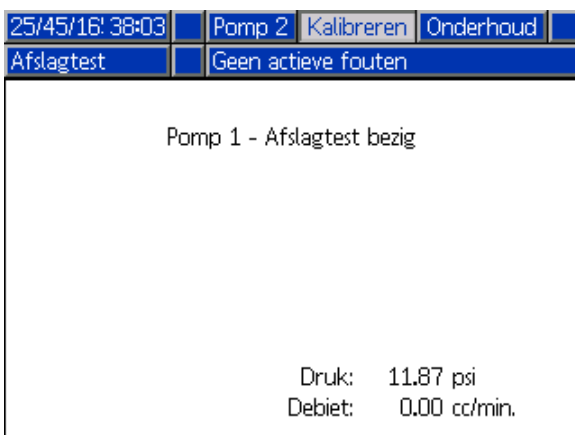 25/45/16 38:03 Pomp 2 Kalibreren Onderhoud
Afslagtest Geen actieve fouten
Pomp 1 - Afslagtest bezig
Druk: 11.87 psi
Debiet: 0.00 cc/min.